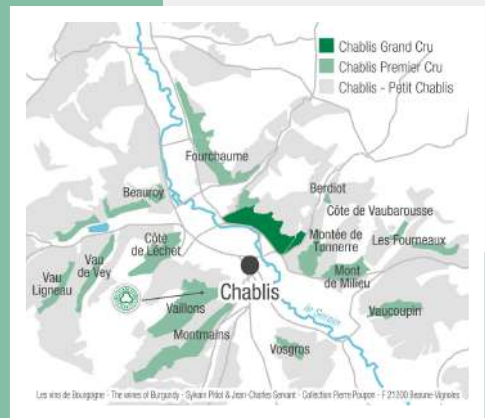 Chablis Grand Cru
Chablis Premier Cru
Chablis - Petit Chablis
Fourchaume
Beauroy
Berdiot
Côte de Vaubarousse
Côte
de Léchet
Montée de
Tonnerre
Les Fourneaux
Vau
de Vey
Vau
Ligneau
Mont
de Milieu
Chablis
Vaillons
Vaucoupin
Montmains
Vosgros
le Serein
Les vins de Bourgogne - The wines of Burgundy - Sylvain Pitiot & Jean-Charles Servant - Collection Pierre Poupon - F 21200 Beaune-Vignoles